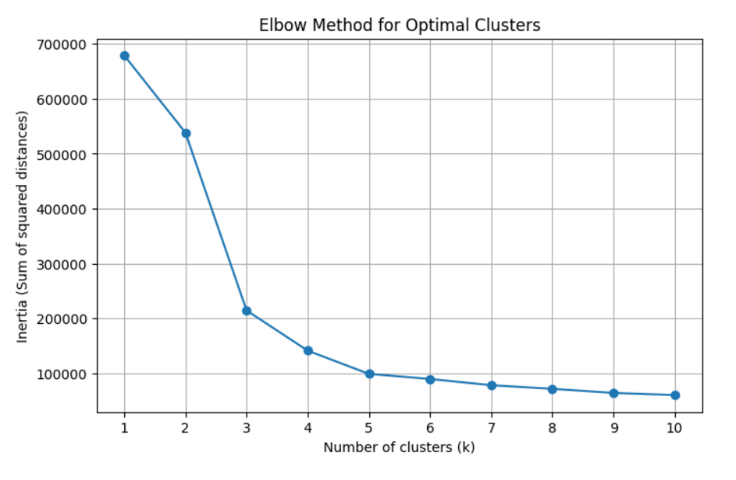 Elbow Method for Optimal Clusters
Inertia (Sum of squared distances)
700000
600000
500000
400000
300000
200000
100000
1 2 3 4 5 6 7 8 9 10
Number of clusters (k)